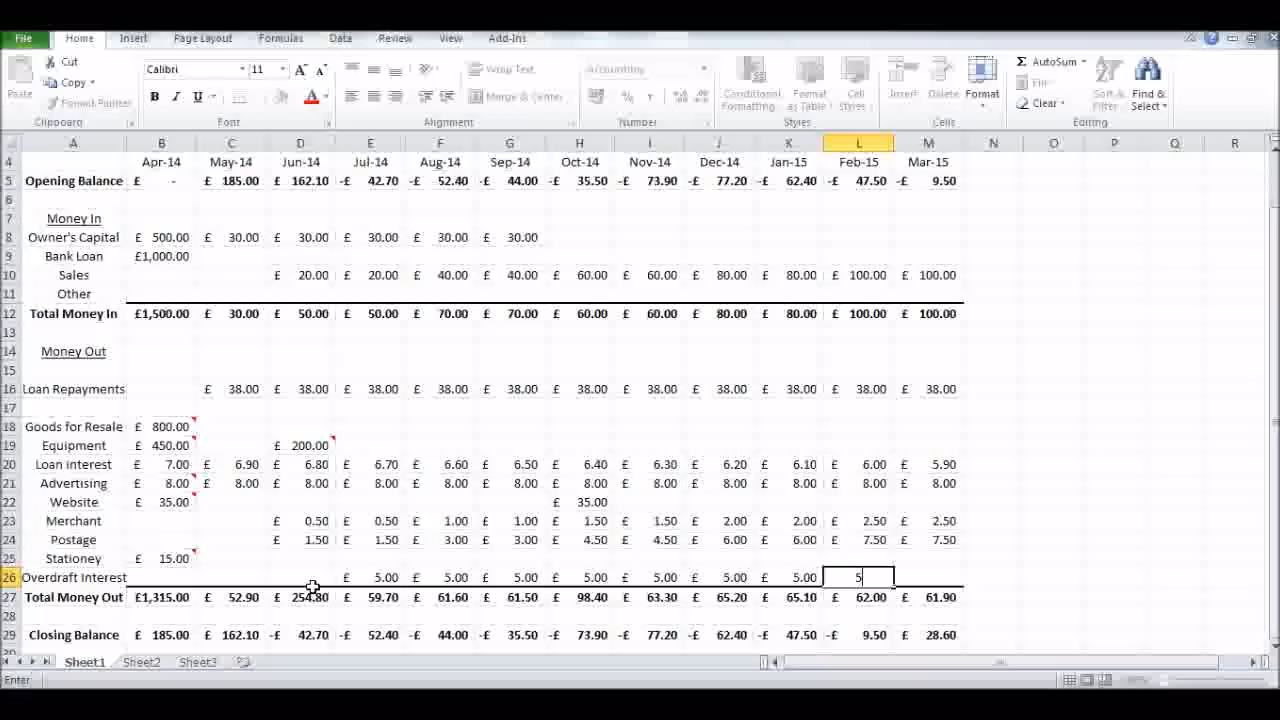 File Home Insert Page Layout Formulas Data Review View Add-Ins
Cut
Copy
Format Painter
Paste
Clipboard
Calibri 11 A A
B I U A
Font
Wrap Text
Merge & Center
Alignment
Accounting
%
Number
Conditional Formatting
Format as Table
Cell Styles
Styles
Insert Delete Format
Cells
Σ AutoSum
Fill
Clear
Sort & Filter
Find & Select
Editing
A B C D E F G H I J K L M N O P Q R
4 Apr-14 May-14 Jun-14 Jul-14 Aug-14 Sep-14 Oct-14 Nov-14 Dec-14 Jan-15 Feb-15 Mar-15
5 Opening Balance £ - £ 185.00 £ 162.10 -£ 42.70 -£ 52.40 -£ 44.00 -£ 35.50 -£ 73.90 -£ 77.20 -£ 62.40 -£ 47.50 -£ 9.50
6
7 Money In
8 Owner's Capital £ 500.00 £ 30.00 £ 30.00 £ 30.00 £ 30.00 £ 30.00
9 Bank Loan £1,000.00
10 Sales £ 20.00 £ 20.00 £ 40.00 £ 40.00 £ 60.00 £ 60.00 £ 80.00 £ 80.00 £ 100.00 £ 100.00
11 Other
12 Total Money In £1,500.00 £ 30.00 £ 50.00 £ 50.00 £ 70.00 £ 70.00 £ 60.00 £ 60.00 £ 80.00 £ 80.00 £ 100.00 £ 100.00
13
14 Money Out
15
16 Loan Repayments £ 38.00 £ 38.00 £ 38.00 £ 38.00 £ 38.00 £ 38.00 £ 38.00 £ 38.00 £ 38.00 £ 38.00 £ 38.00
17
18 Goods for Resale £ 800.00
19 Equipment £ 450.00 £ 200.00
20 Loan Interest £ 7.00 £ 6.90 £ 6.80 £ 6.70 £ 6.60 £ 6.50 £ 6.40 £ 6.30 £ 6.20 £ 6.10 £ 6.00 £ 5.90
21 Advertising £ 8.00 £ 8.00 £ 8.00 £ 8.00 £ 8.00 £ 8.00 £ 8.00 £ 8.00 £ 8.00 £ 8.00 £ 8.00 £ 8.00
22 Website £ 35.00 £ 35.00
23 Merchant £ 0.50 £ 0.50 £ 1.00 £ 1.00 £ 1.50 £ 1.50 £ 2.00 £ 2.00 £ 2.50 £ 2.50
24 Postage £ 1.50 £ 1.50 £ 3.00 £ 3.00 £ 4.50 £ 4.50 £ 6.00 £ 6.00 £ 7.50 £ 7.50
25 Stationey £ 15.00
26 Overdraft Interest £ 5.00 £ 5.00 £ 5.00 £ 5.00 £ 5.00 £ 5.00 £ 5.00 5
27 Total Money Out £1,315.00 £ 52.90 £ 254.80 £ 59.70 £ 61.60 £ 61.50 £ 98.40 £ 63.30 £ 65.20 £ 65.10 £ 62.00 £ 61.90
28
29 Closing Balance £ 185.00 £ 162.10 -£ 42.70 -£ 52.40 -£ 44.00 -£ 35.50 -£ 73.90 -£ 77.20 -£ 62.40 -£ 47.50 -£ 9.50 £ 28.60
Sheet1 Sheet2 Sheet3
Enter